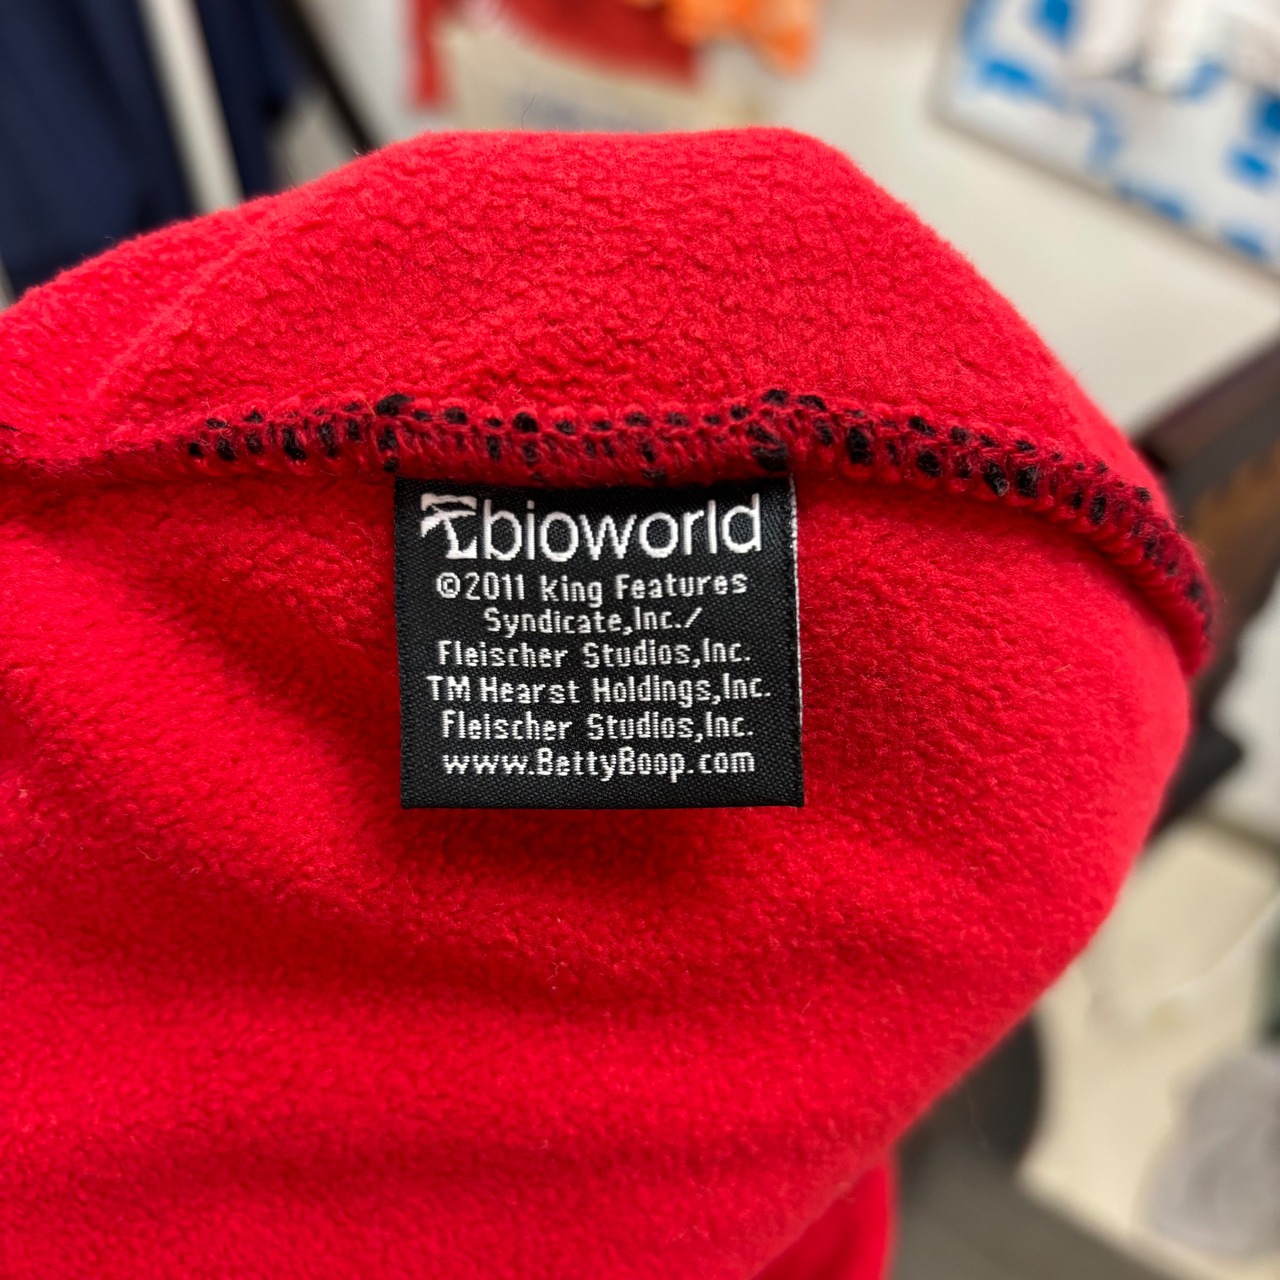 bioworld
©2011 King Features
Syndicate,Inc./
Fleischer Studios,Inc.
TM Hearst Holdings,Inc.
Fleischer Studios,Inc.
www.BettyBoop.com